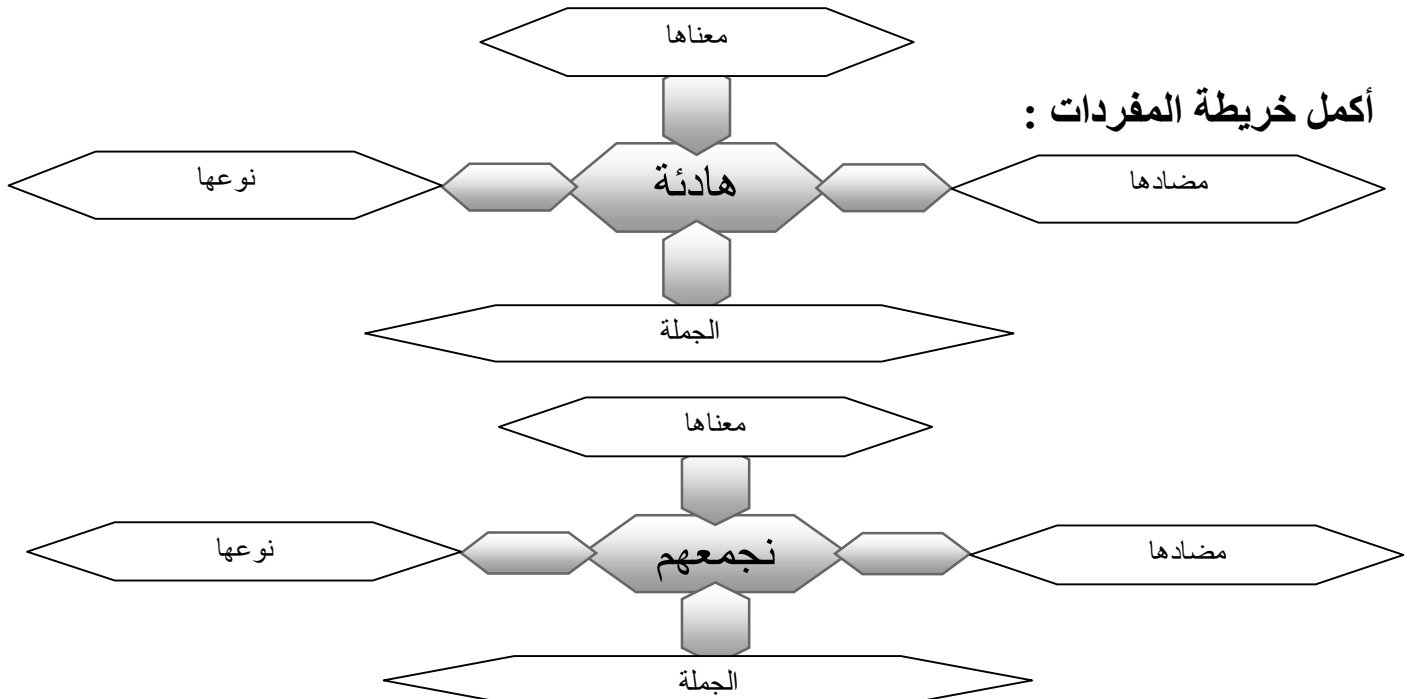 معناها
أكمل خريطة المفردات :
مضادها
هادئة
نوعها
الجملة
معناها
مضادها
نجمعهم
نوعها
الجملة